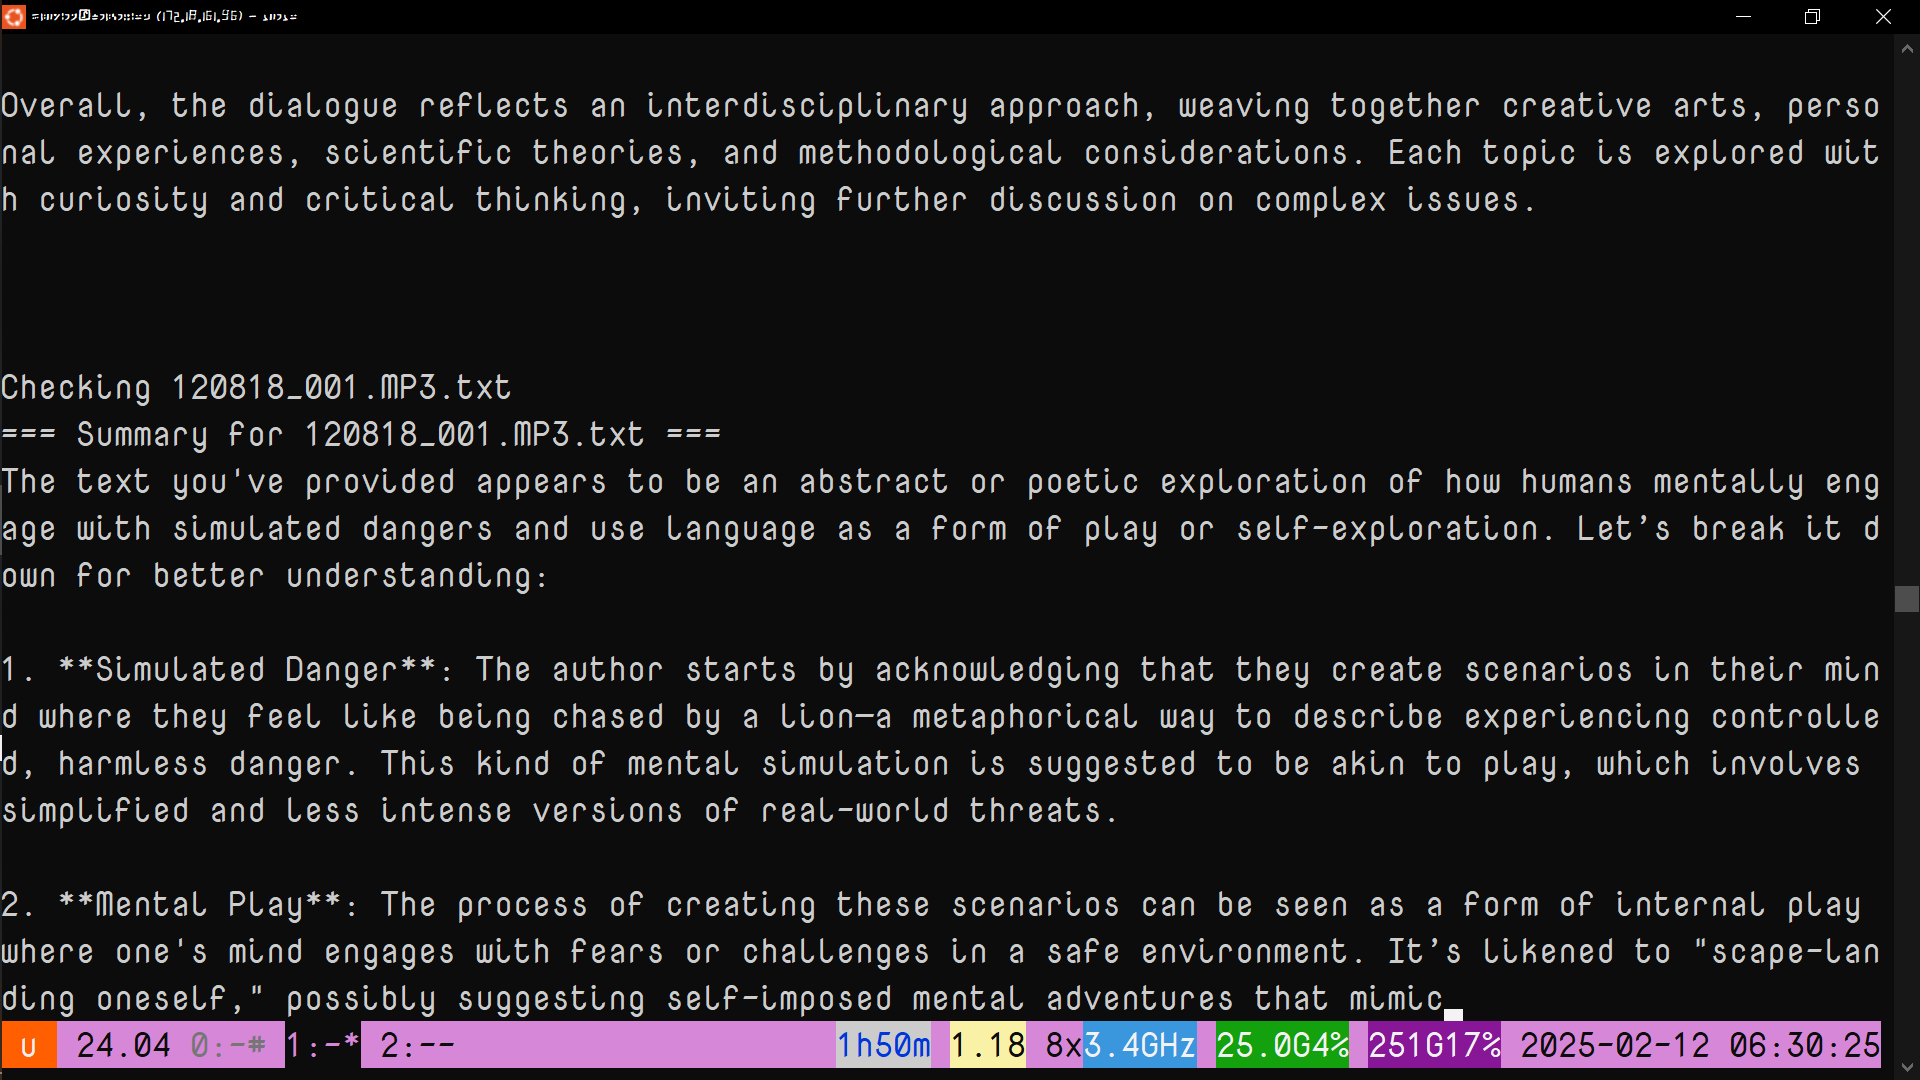 (172.18.161.96) -
Overall, the dialogue reflects an interdisciplinary approach, weaving together creative arts, perso
nal experiences, scientific theories, and methodological considerations. Each topic is explored wit
h curiosity and critical thinking, inviting further discussion on complex issues.
Checking 120818_001.MP3.txt
=== Summary for 120818_001.MP3.txt ===
The text you've provided appears to be an abstract or poetic exploration of how humans mentally eng
age with simulated dangers and use language as a form of play or self-exploration. Let’s break it d
own for better understanding:
1. **Simulated Danger**: The author starts by acknowledging that they create scenarios in their min
d where they feel like being chased by a lion—a metaphorical way to describe experiencing controlle
d, harmless danger. This kind of mental simulation is suggested to be akin to play, which involves
simplified and less intense versions of real-world threats.
2. **Mental Play**: The process of creating these scenarios can be seen as a form of internal play
where one's mind engages with fears or challenges in a safe environment. It’s likened to "scape-lan
ding oneself," possibly suggesting self-imposed mental adventures that mimic
u 24.04 0:-# 1:-* 2:-- 1h50m 1.18 8x3.4GHz 25.0G4% 251G17% 2025-02-12 06:30:25